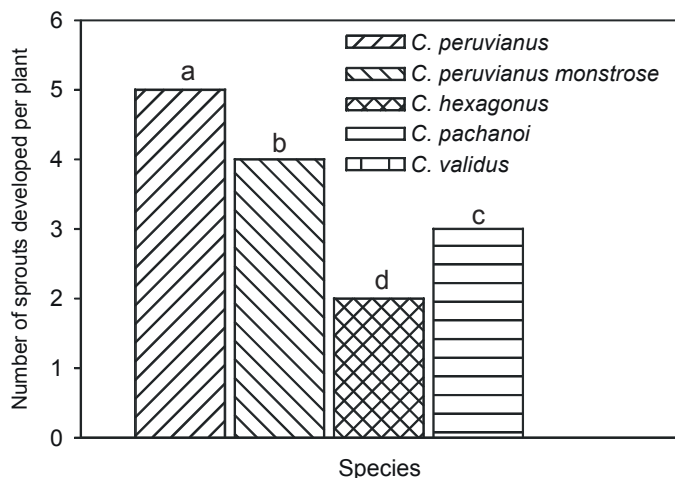 Number of sprouts developed per plant
6
5
4
3
2
1
0
a
b
d
c
C. peruvianus
C. peruvianus monstrose
C. hexagonus
C. pachanoi
C. validus
Species